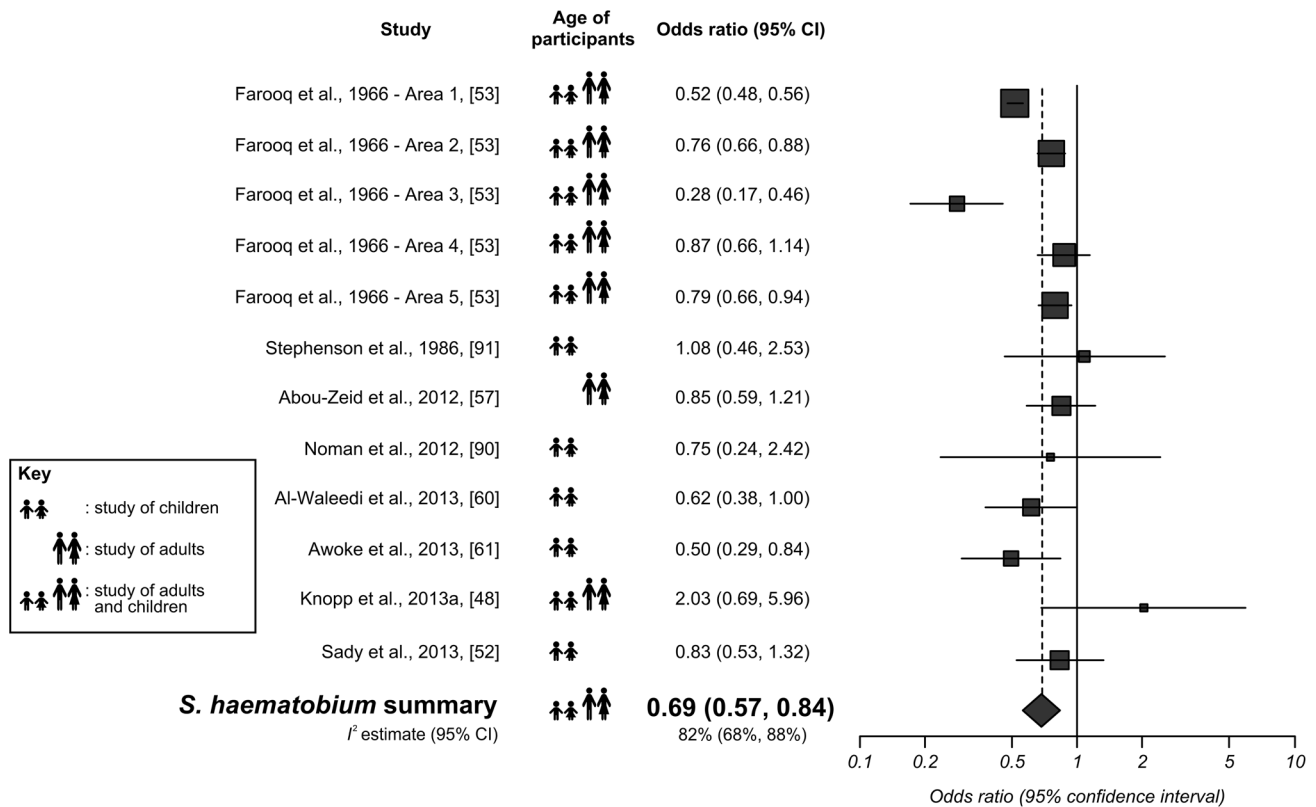 Study Age of participants Odds ratio (95% CI)
Farooq et al., 1966 - Area 1, [53] 0.52 (0.48, 0.56)
Farooq et al., 1966 - Area 2, [53] 0.76 (0.66, 0.88)
Farooq et al., 1966 - Area 3, [53] 0.28 (0.17, 0.46)
Farooq et al., 1966 - Area 4, [53] 0.87 (0.66, 1.14)
Farooq et al., 1966 - Area 5, [53] 0.79 (0.66, 0.94)
Stephenson et al., 1986, [91] 1.08 (0.46, 2.53)
Abou-Zeid et al., 2012, [57] 0.85 (0.59, 1.21)
Noman et al., 2012, [90] 0.75 (0.24, 2.42)
Al-Waleedi et al., 2013, [60] 0.62 (0.38, 1.00)
Awoke et al., 2013, [61] 0.50 (0.29, 0.84)
Knopp et al., 2013a, [48] 2.03 (0.69, 5.96)
Sady et al., 2013, [52] 0.83 (0.53, 1.32)
S. haematobium summary 0.69 (0.57, 0.84)
I² estimate (95% CI) 82% (68%, 88%)
Key
: study of children
: study of adults
: study of adults
and children
0.1 0.2 0.5 1 2 5 10
Odds ratio (95% confidence interval)